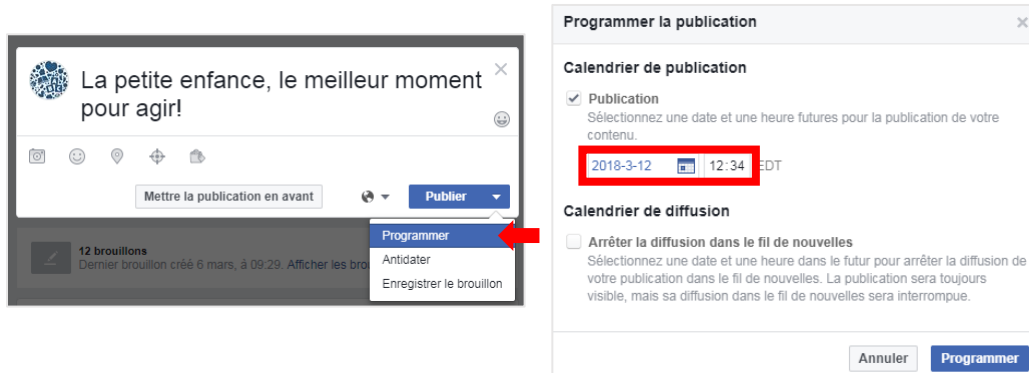 La petite enfance, le meilleur moment
pour agir!
Mettre la publication en avant
Publier
Programmer
Antidater
Enregistrer le brouillon
12 brouillons
Dernier brouillon créé 6 mars, à 09:29. Afficher les bro
Programmer la publication
Calendrier de publication
Publication
Sélectionnez une date et une heure futures pour la publication de votre
contenu.
2018-3-12 12:34 EDT
Calendrier de diffusion
Arrêter la diffusion dans le fil de nouvelles
Sélectionnez une date et une heure dans le futur pour arrêter la diffusion de
votre publication dans le fil de nouvelles. La publication sera toujours
visible, mais sa diffusion dans le fil de nouvelles sera interrompue.
Annuler Programmer